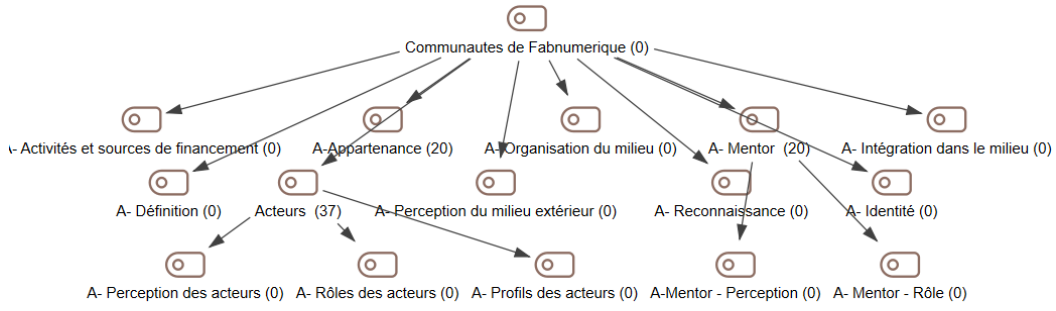 Communautes de Fabnumerique (0)
- Activités et sources de financement (0)
A-Appartenance (20)
A- Organisation du milieu (0)
A- Mentor (20)
A- Intégration dans le milieu (0)
A- Définition (0)
Acteurs (37)
A- Perception du milieu extérieur (0)
A- Reconnaissance (0)
A- Identité (0)
A- Perception des acteurs (0)
A- Rôles des acteurs (0)
A- Profils des acteurs (0)
A-Mentor - Perception (0)
A- Mentor - Rôle (0)